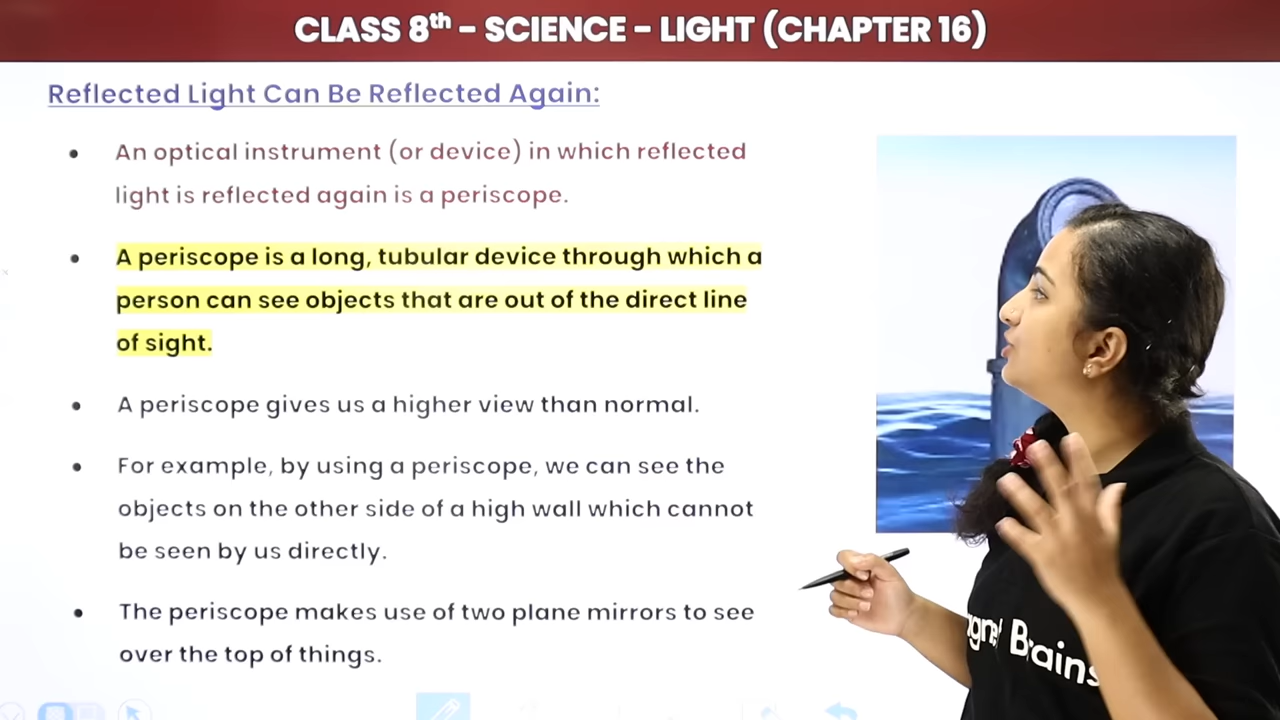 CLASS 8th – SCIENCE – LIGHT (CHAPTER 16)
Reflected Light Can Be Reflected Again:
• An optical instrument (or device) in which reflected
light is reflected again is a periscope.
• A periscope is a long, tubular device through which a
person can see objects that are out of the direct line
of sight.
• A periscope gives us a higher view than normal.
• For example, by using a periscope, we can see the
objects on the other side of a high wall which cannot
be seen by us directly.
• The periscope makes use of two plane mirrors to see
over the top of things.
Brains